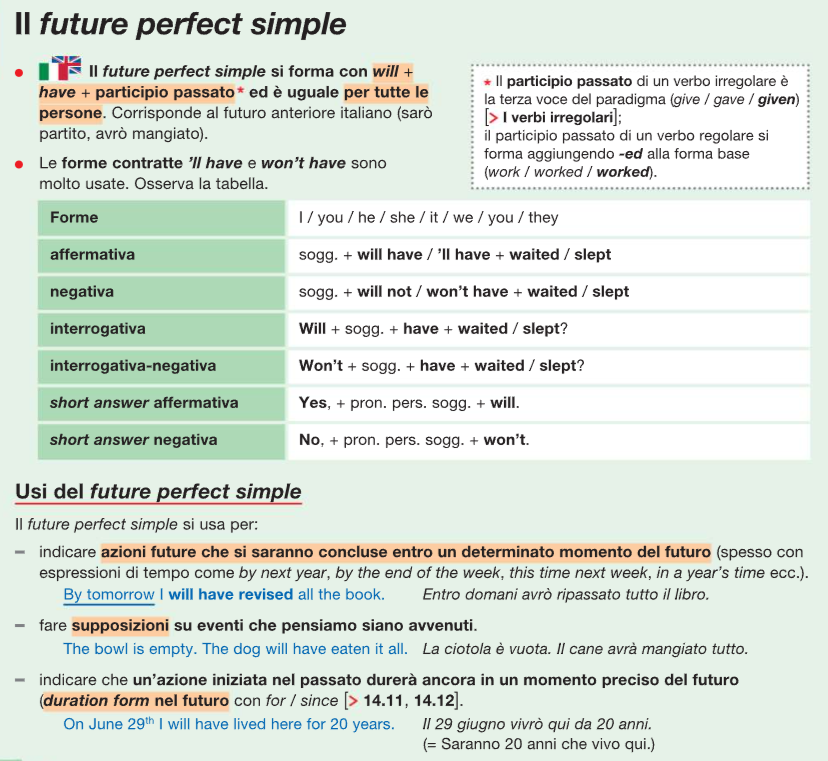 Il future perfect simple
• Il future perfect simple si forma con will +
have + participio passato* ed è uguale per tutte le
persone. Corrisponde al futuro anteriore italiano (sarò
partito, avrò mangiato).
• Le forme contratte ’ll have e won’t have sono
molto usate. Osserva la tabella.
* Il participio passato di un verbo irregolare è
la terza voce del paradigma (give / gave / given)
[> I verbi irregolari];
il participio passato di un verbo regolare si
forma aggiungendo -ed alla forma base
(work / worked / worked).
Forme I / you / he / she / it / we / you / they
affermativa sogg. + will have / ’ll have + waited / slept
negativa sogg. + will not / won’t have + waited / slept
interrogativa Will + sogg. + have + waited / slept?
interrogativa-negativa Won’t + sogg. + have + waited / slept?
short answer affermativa Yes, + pron. pers. sogg. + will.
short answer negativa No, + pron. pers. sogg. + won’t.
Usi del future perfect simple
Il future perfect simple si usa per:
– indicare azioni future che si saranno concluse entro un determinato momento del futuro (spesso con
espressioni di tempo come by next year, by the end of the week, this time next week, in a year’s time ecc.).
By tomorrow I will have revised all the book. Entro domani avrò ripassato tutto il libro.
– fare supposizioni su eventi che pensiamo siano avvenuti.
The bowl is empty. The dog will have eaten it all. La ciotola è vuota. Il cane avrà mangiato tutto.
– indicare che un’azione iniziata nel passato durerà ancora in un momento preciso del futuro
(duration form nel futuro con for / since [> 14.11, 14.12].
On June 29th I will have lived here for 20 years. Il 29 giugno vivrò qui da 20 anni.
(= Saranno 20 anni che vivo qui.)